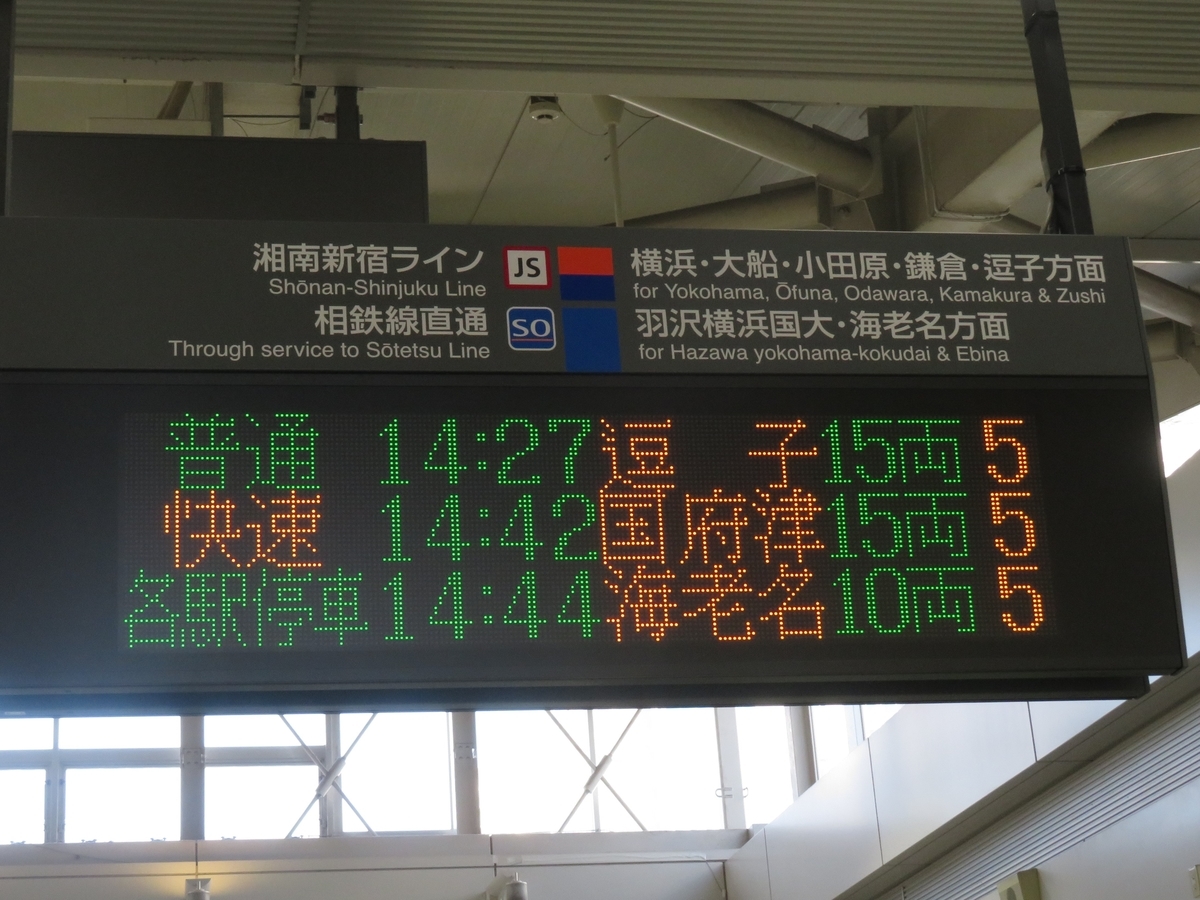 湘南新宿ライン JS 横浜・大船・小田原・鎌倉・逗子方面
Shōnan-Shinjuku Line for Yokohama, Ōfuna, Odawara, Kamakura & Zushi
相鉄線直通 SO 羽沢横浜国大・海老名方面
Through service to Sōtetsu Line for Hazawa yokohama-kokudai & Ebina
普通 14:27 逗子 15両 5
快速 14:42 国府津 15両 5
各駅停車 14:44 海老名 10両 5